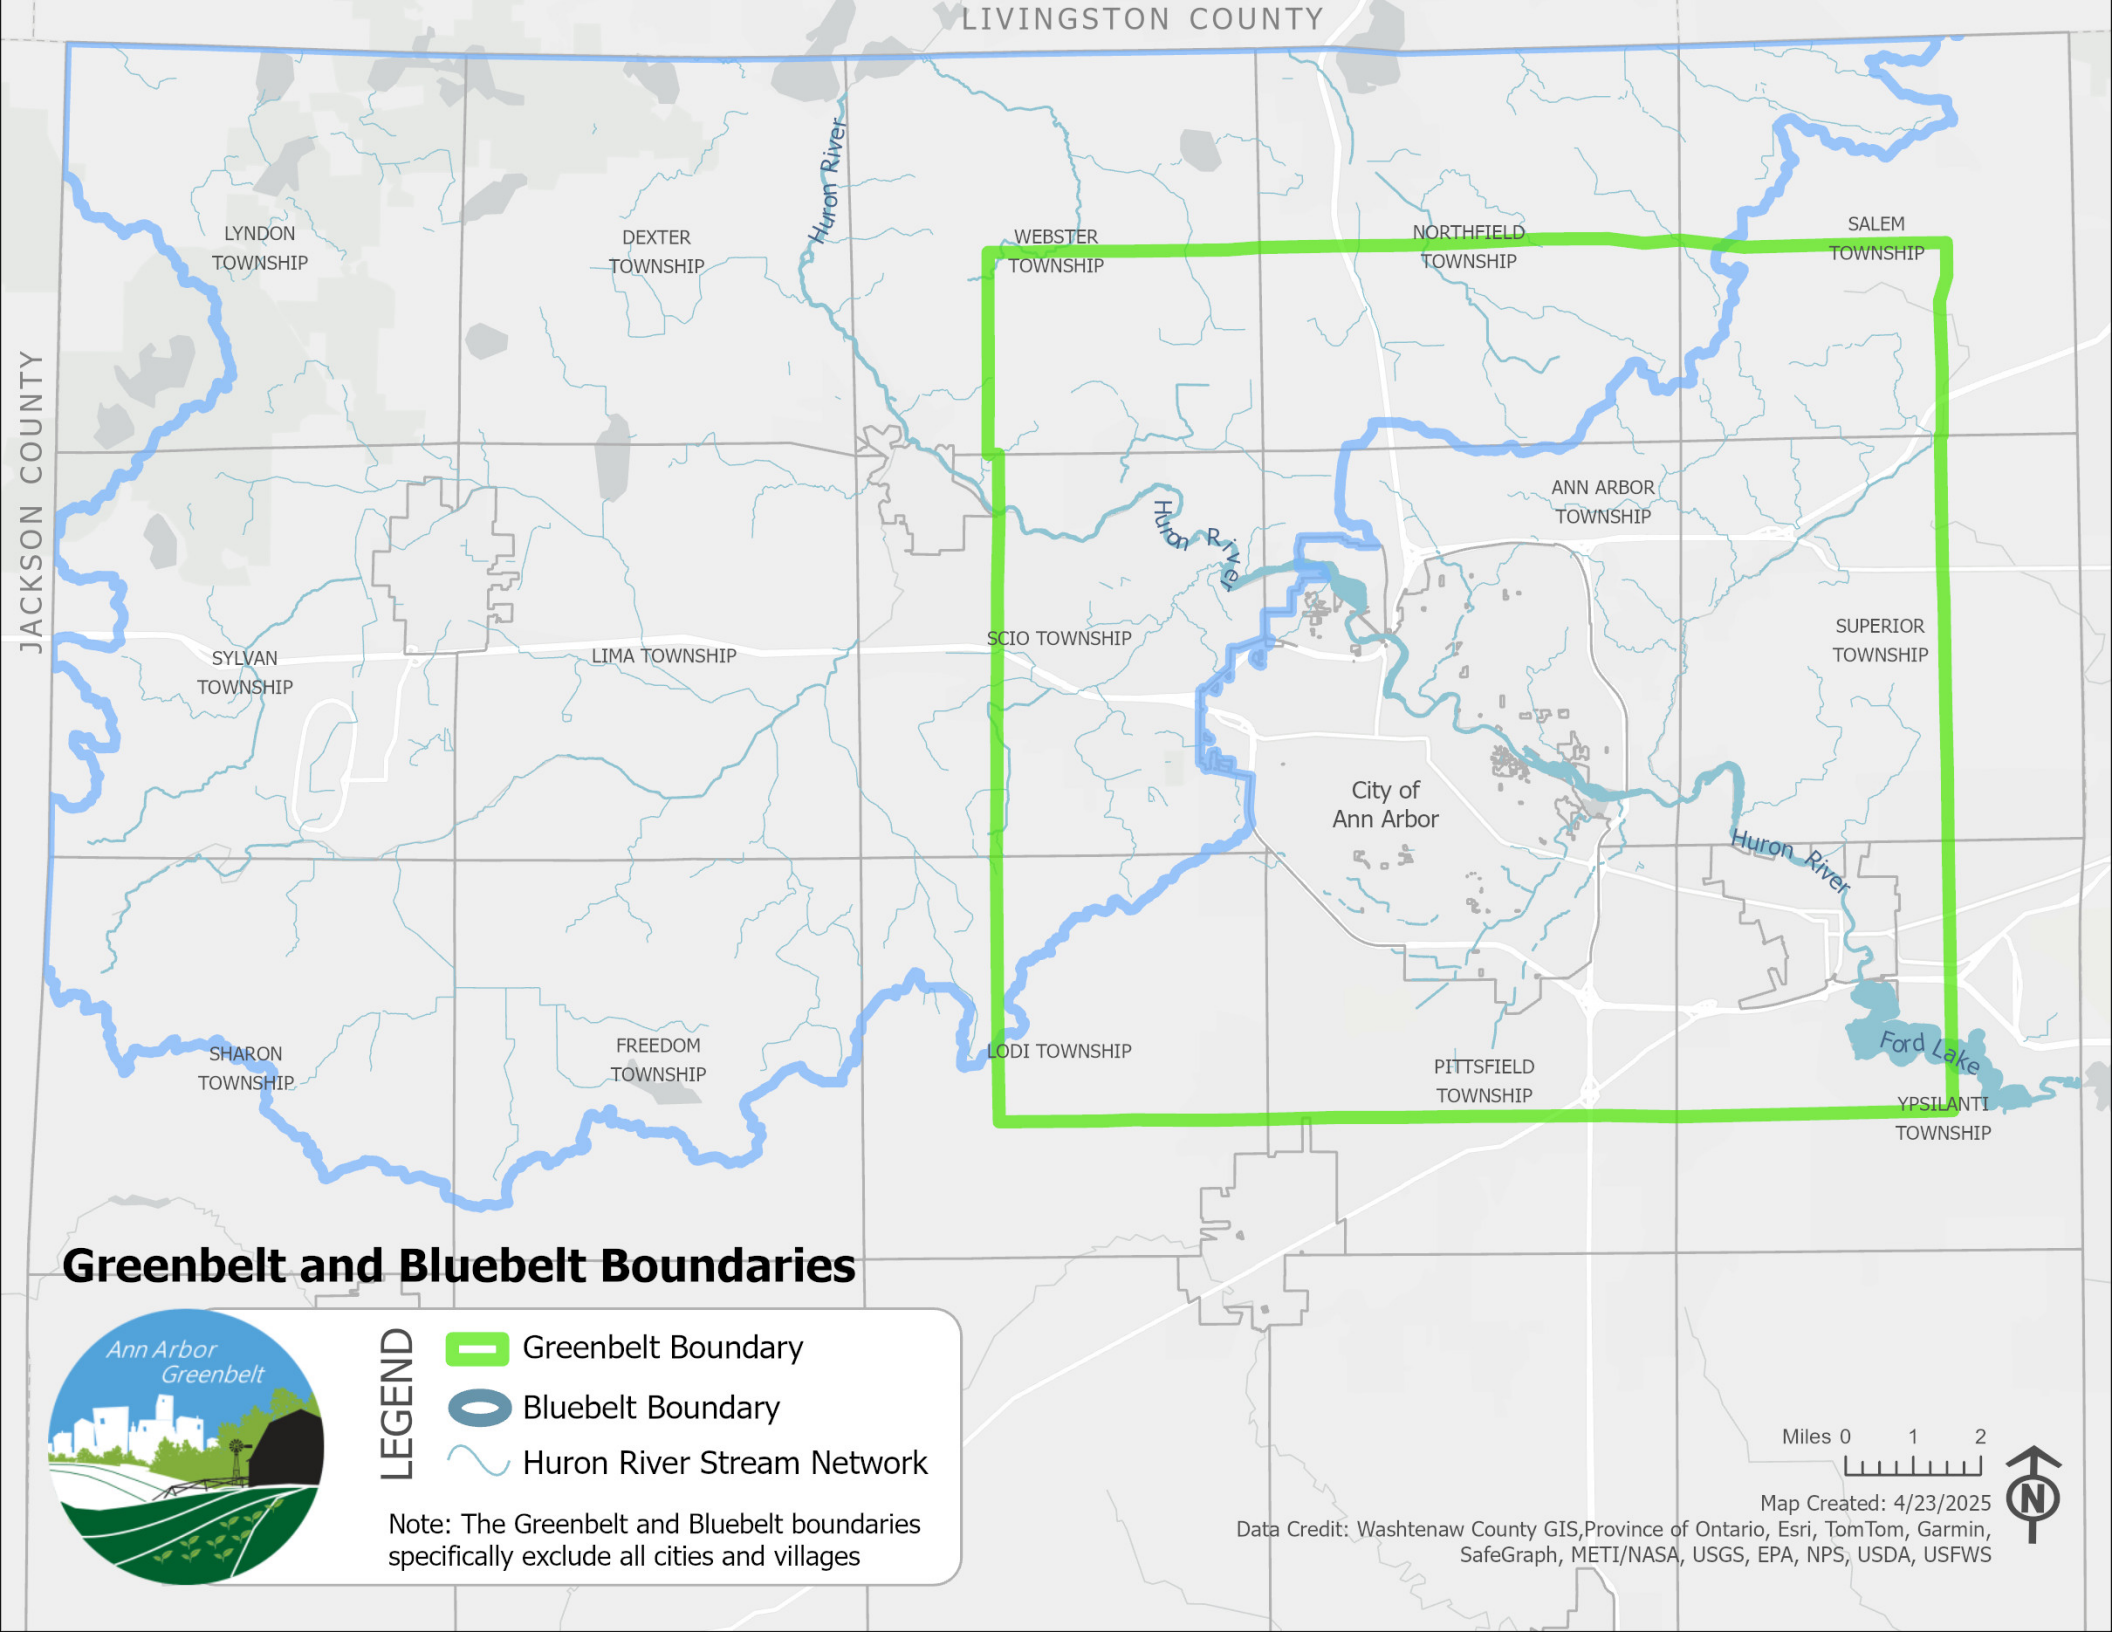 LIVINGSTON COUNTY
JACKSON COUNTY
Huron River
LYNDON
TOWNSHIP
DEXTER
TOWNSHIP
WEBSTER
TOWNSHIP
NORTHFIELD
TOWNSHIP
SALEM
TOWNSHIP
Huron River
ANN ARBOR
TOWNSHIP
SYLVAN
TOWNSHIP
LIMA TOWNSHIP
SCIO TOWNSHIP
SUPERIOR
TOWNSHIP
City of
Ann Arbor
Huron River
SHARON
TOWNSHIP
FREEDOM
TOWNSHIP
LODI TOWNSHIP
PITTSFIELD
TOWNSHIP
Ford Lake
YPSILANTI
TOWNSHIP
Greenbelt and Bluebelt Boundaries
Ann Arbor
Greenbelt
LEGEND
Greenbelt Boundary
Bluebelt Boundary
Huron River Stream Network
Note: The Greenbelt and Bluebelt boundaries
specifically exclude all cities and villages
Miles 0 1 2
N
Map Created: 4/23/2025
Data Credit: Washtenaw County GIS,Province of Ontario, Esri, TomTom, Garmin,
SafeGraph, METI/NASA, USGS, EPA, NPS, USDA, USFWS